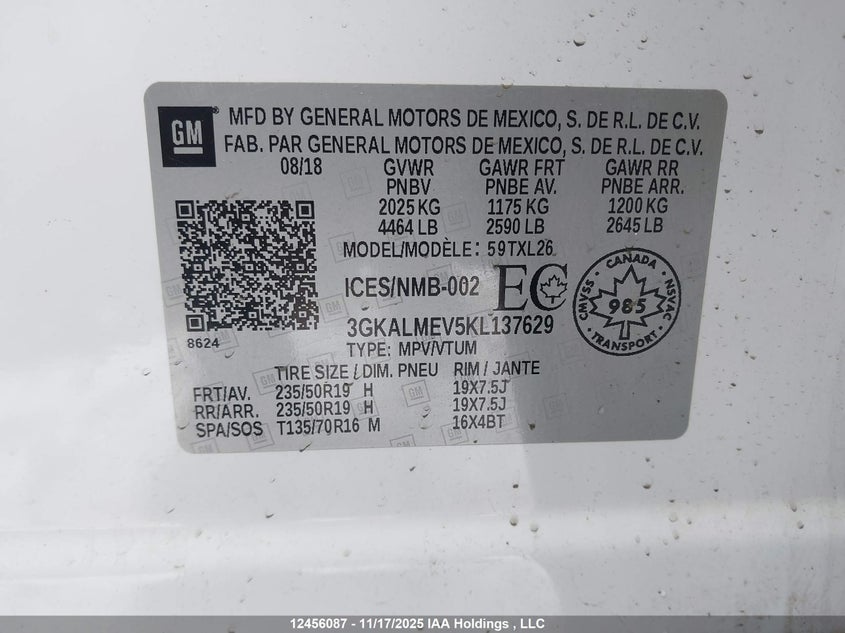 GM
MFD BY GENERAL MOTORS DE MEXICO, S. DE R.L. DE C.V.
FAB. PAR GENERAL MOTORS DE MEXICO, S. DE R.L. DE C.V.
08/18 GVWR GAWR FRT GAWR RR
PNBV PNBE AV. PNBE ARR.
2025 KG 1175 KG 1200 KG
4464 LB 2590 LB 2645 LB
MODEL/MODÈLE: 59TXL26
ICES/NMB-002 EC
CANADA
CMVSS 985 NSVAC
3GKALMEV5KL137629
8624
TYPE: MPV/VTUM
TIRE SIZE / DIM. PNEU RIM / JANTE
FRT/AV. 235/50R19 H 19X7.5J
RR/ARR. 235/50R19 H 19X7.5J
SPA/SOS T135/70R16 M 16X4BT
12456087 - 11/17/2025 IAA Holdings , LLC